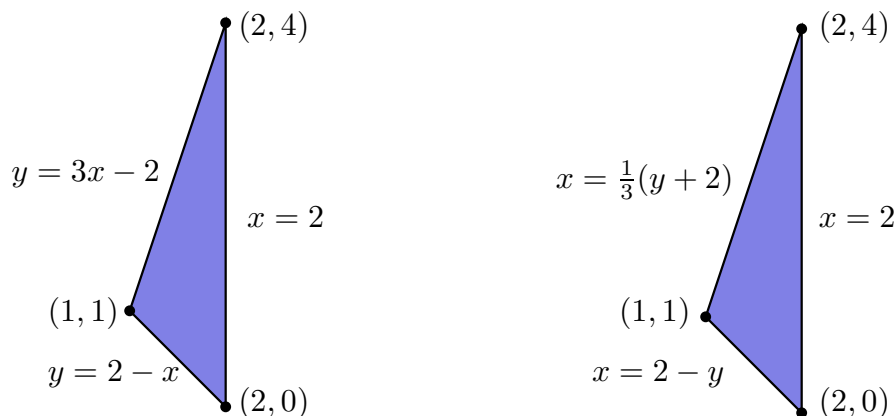 (2, 4)
y = 3x − 2
x = 2
(1, 1)
y = 2 − x
(2, 0)
(2, 4)
x = \frac{1}{3}(y + 2)
x = 2
(1, 1)
x = 2 − y
(2, 0)